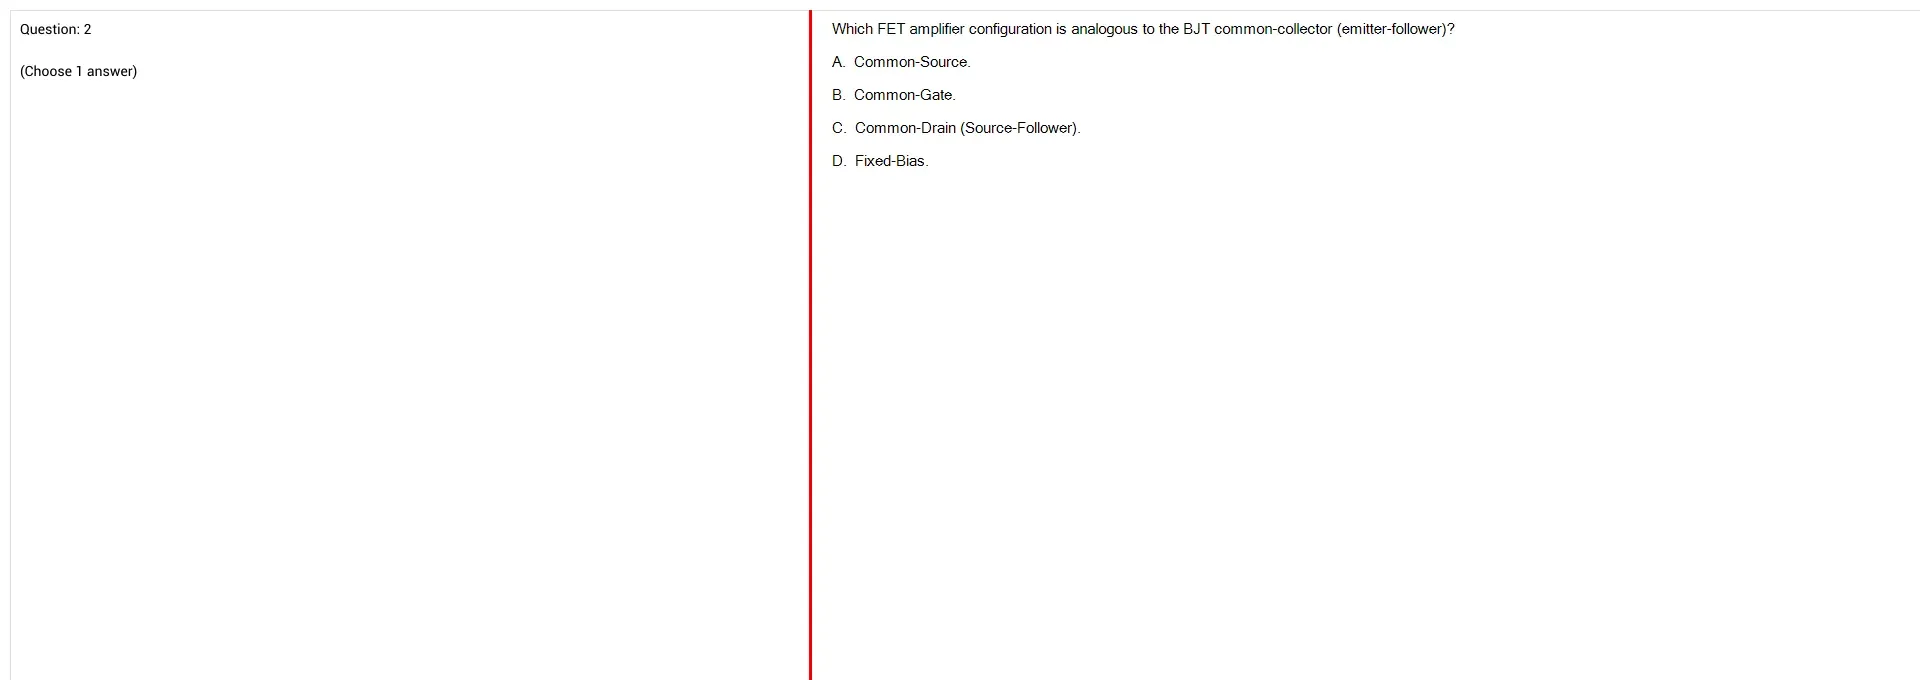 Question: 2
(Choose 1 answer)
Which FET amplifier configuration is analogous to the BJT common-collector (emitter-follower)?
A. Common-Source.
B. Common-Gate.
C. Common-Drain (Source-Follower).
D. Fixed-Bias.